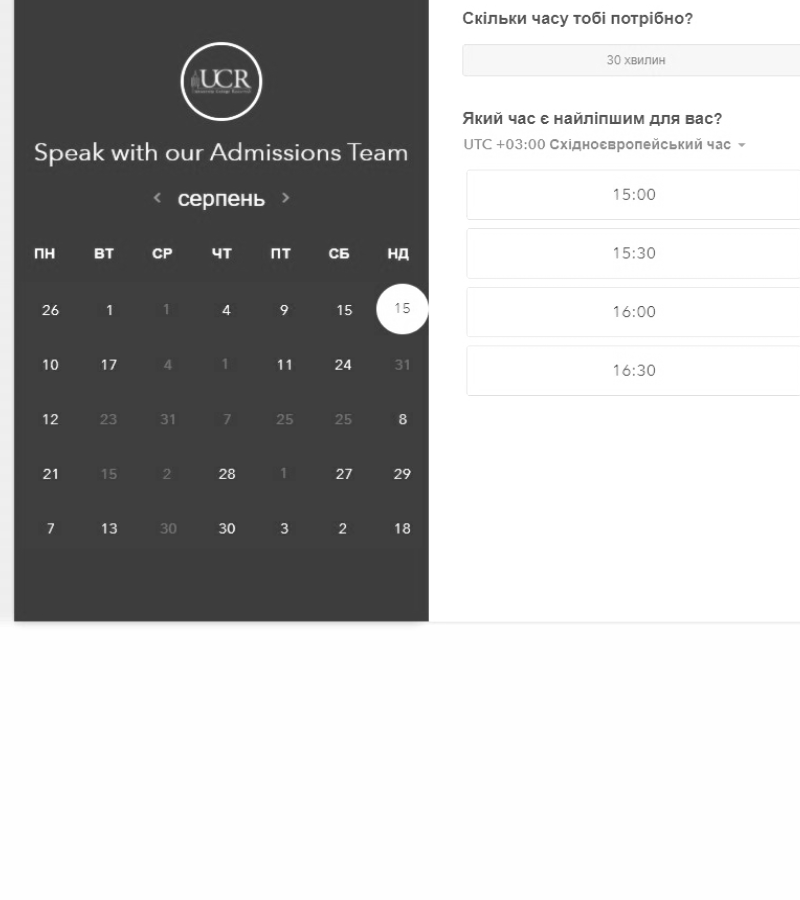 UCR
Speak with our Admissions Team
серпень
ПН ВТ СР ЧТ ПТ СБ НД
26 1 1 4 9 15 15
10 17 4 1 11 24 31
12 23 31 7 25 25 8
21 15 2 28 1 27 29
7 13 30 30 3 2 18
Скільки часу тобі потрібно?
30 хвилин
Який час є найліпшим для вас?
UTC +03:00 Східноєвропейський час
15:00
15:30
16:00
16:30